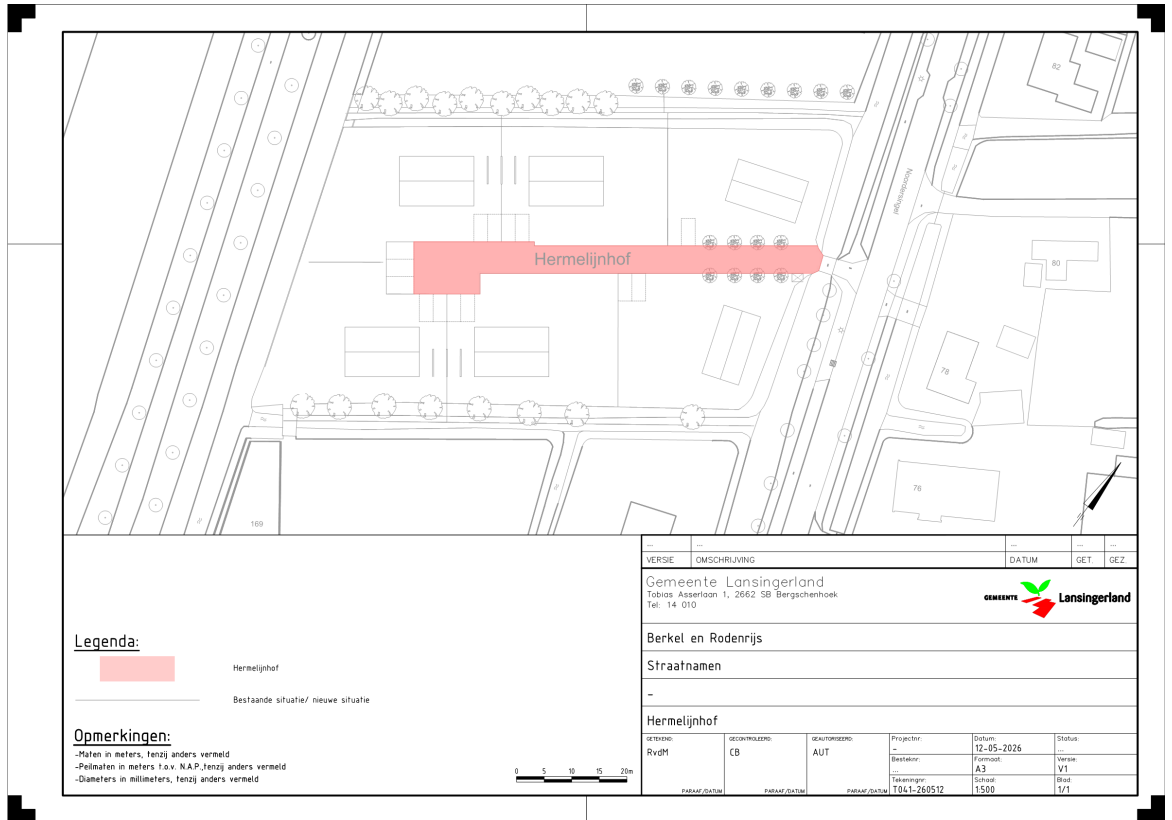 82
Noordersingel
Hermelijnhof
80
78
76
169
... ... ... ... ...
VERSIE OMSCHRIJVING DATUM GET. GEZ.
Gemeente Lansingerland
Tobias Asserlaan 1, 2662 SB Bergschenhoek
Tel: 14 010
GEMEENTE Lansingerland
Berkel en Rodenrijs
Straatnamen
-
Hermelijnhof
GETEKEND: GECONTROLEERD: GEAUTORISEERD: Projectnr: Datum: Status:
RvdM CB AUT - 12-05-2026 ...
Besteknr: Formaat: Versie:
... A3 V1
Tekeningnr: Schaal: Blad:
PARAAF/DATUM PARAAF/DATUM PARAAF/DATUM T041-260512 1:500 1/1
Legenda:
Hermelijnhof
Bestaande situatie/ nieuwe situatie
Opmerkingen:
-Maten in meters, tenzij anders vermeld
-Peilmaten in meters t.o.v. N.A.P.,tenzij anders vermeld
-Diameters in millimeters, tenzij anders vermeld
0 5 10 15 20m